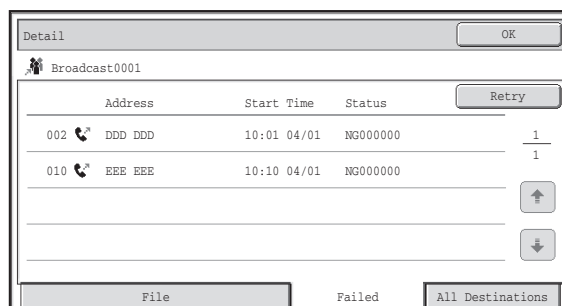 Detail OK
Broadcast0001
Address Start Time Status Retry
002 DDD DDD 10:01 04/01 NG000000
1
010 EEE EEE 10:10 04/01 NG000000
1
File Failed All Destinations